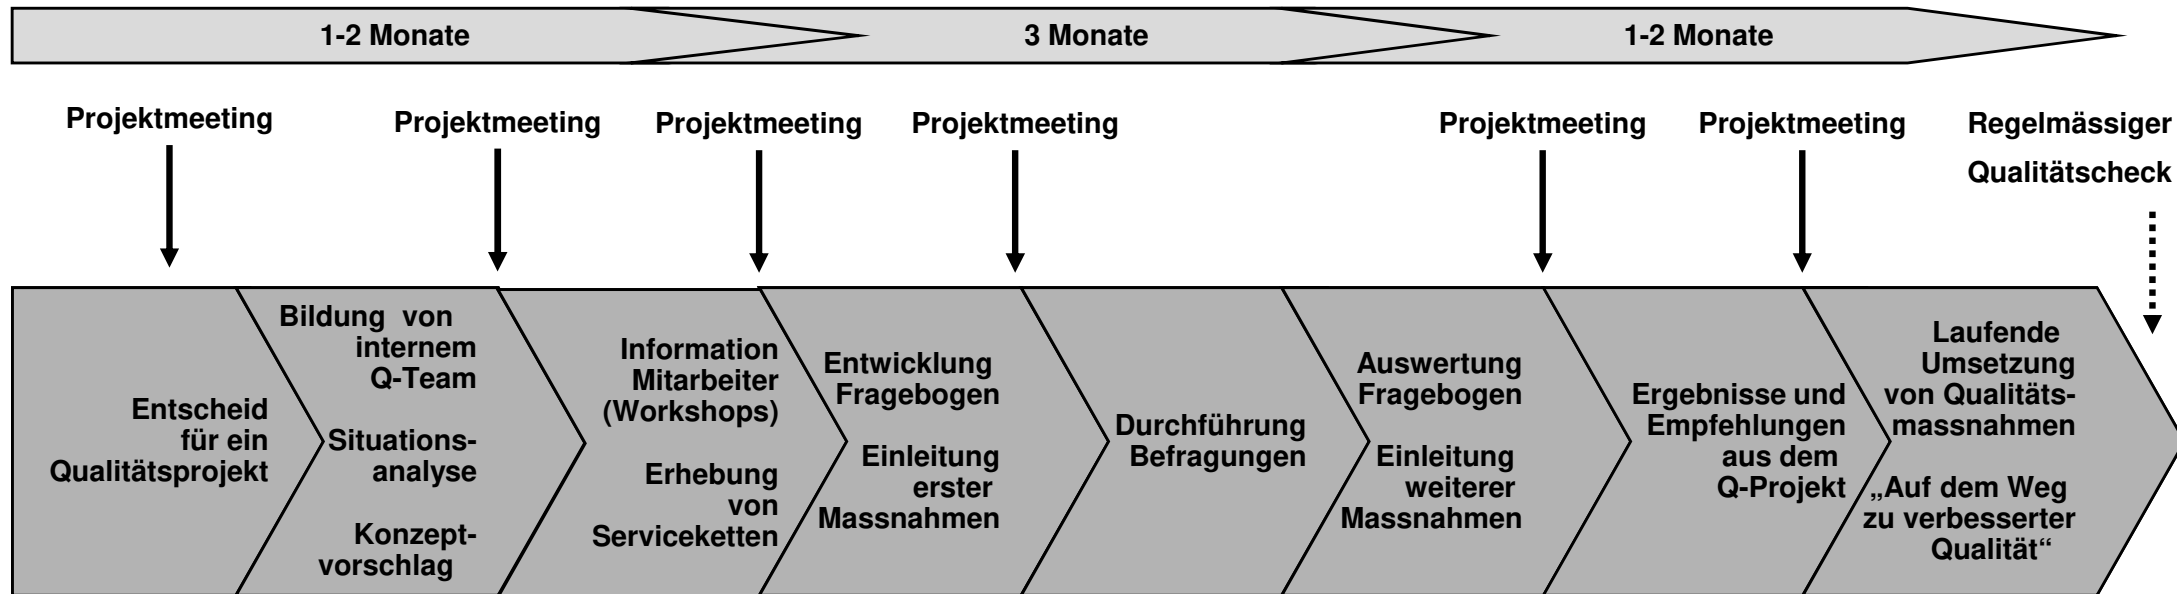 1-2 Monate
3 Monate
1-2 Monate
Projektmeeting
Projektmeeting
Projektmeeting
Projektmeeting
Projektmeeting
Projektmeeting
Regelmässiger
Qualitätscheck
Entscheid
für ein
Qualitätsprojekt
Bildung von
internem
Q-Team
Situations-
analyse
Konzept-
vorschlag
Information
Mitarbeiter
(Workshops)
Erhebung
von
Serviceketten
Entwicklung
Fragebogen
Einleitung
erster
Massnahmen
Durchführung
Befragungen
Auswertung
Fragebogen
Einleitung
weiterer
Massnahmen
Ergebnisse und
Empfehlungen
aus dem
Q-Projekt
Laufende
Umsetzung
von Qualitäts-
massnahmen
„Auf dem Weg
zu verbesserter
Qualität“